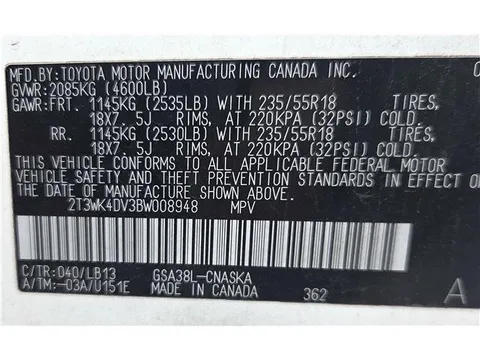 MFD.BY:TOYOTA MOTOR MANUFACTURING CANADA INC.
GVWR:2085KG (4600LB)
GAWR:FRT. 1145KG (2535LB) WITH 235/55R18 TIRES,
18X7.5J RIMS, AT 220KPA (32PSI) COLD.
RR. 1145KG (2530LB) WITH 235/55R18 TIRES,
18X7.5J RIMS, AT 220KPA (32PSI) COLD.
THIS VEHICLE CONFORMS TO ALL APPLICABLE FEDERAL MOTOR
VEHICLE SAFETY AND THEFT PREVENTION STANDARDS IN EFFECT
ON THE DATE OF MANUFACTURE SHOWN ABOVE.
2T3WK4DV3BW008948 MPV
C/TR:040/LB13 GSA38L-CNASKA
A/TM:-03A/U151E MADE IN CANADA 362 A